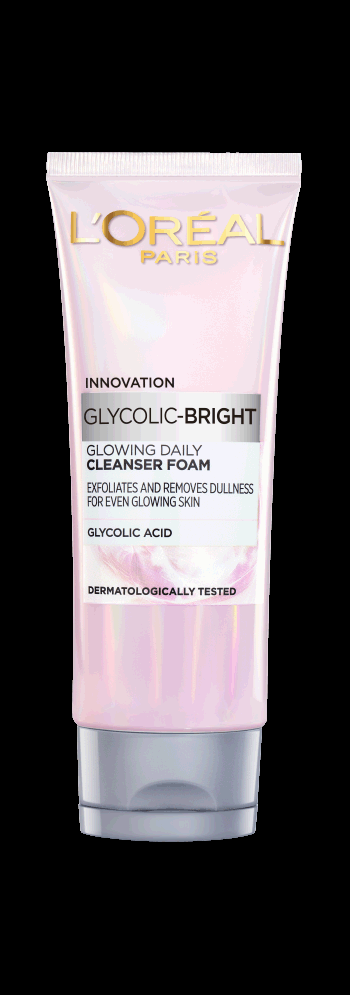 L'ORÉAL
PARIS
INNOVATION
GLYCOLIC-BRIGHT
GLOWING DAILY
CLEANSER FOAM
EXFOLIATES AND REMOVES DULLNESS
FOR EVEN GLOWING SKIN
GLYCOLIC ACID
DERMATOLOGICALLY TESTED